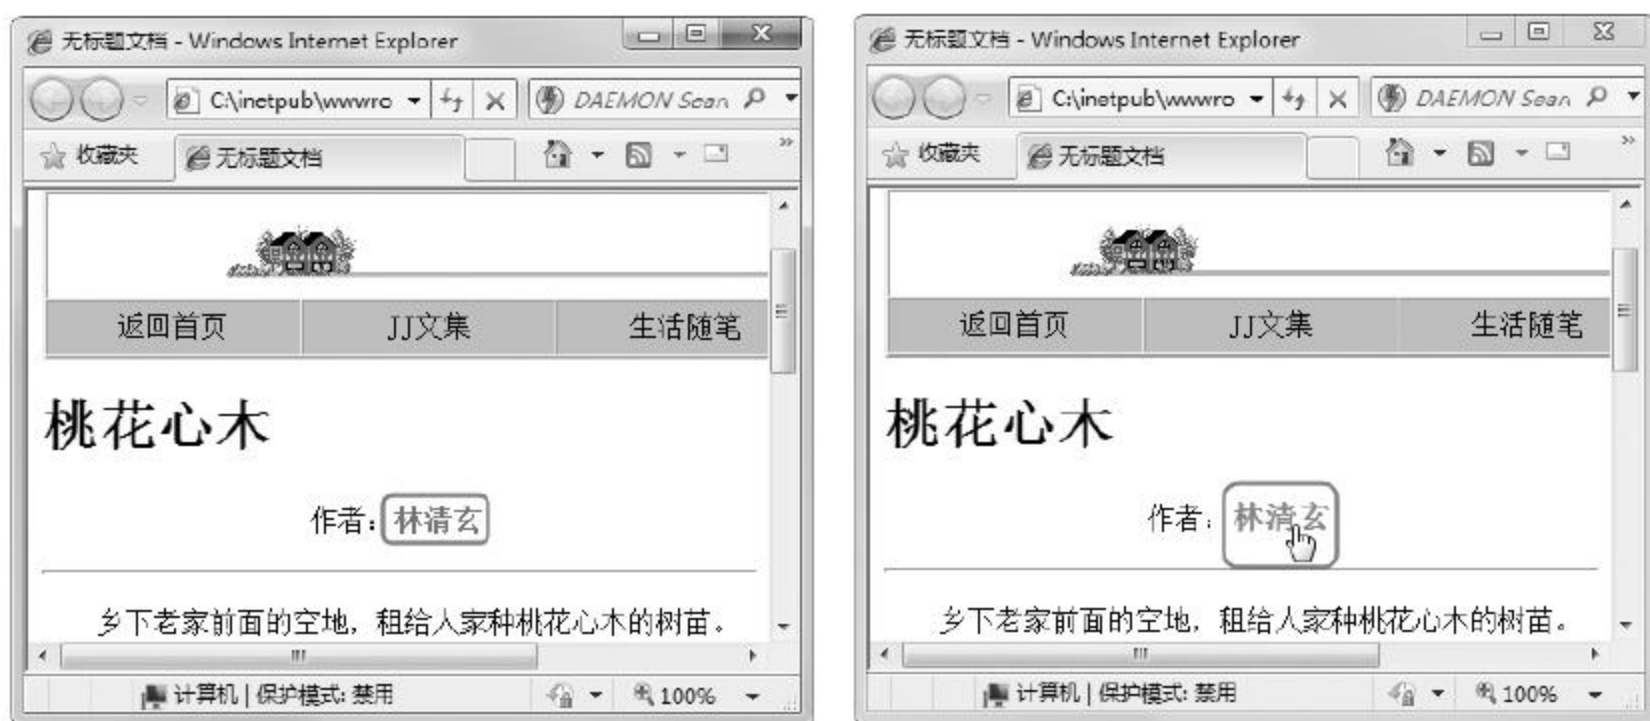 无标题文档 - Windows Internet Explorer
C:\inetpub\wwwro
DAEMON Sear
收藏夹
无标题文档
返回首页
JJ文集
生活随笔
桃花心木
作者：林清玄
乡下老家前面的空地，租给人家种桃花心木的树苗。
计算机 | 保护模式: 禁用
100%
无标题文档 - Windows Internet Explorer
C:\inetpub\wwwro
DAEMON Sear
收藏夹
无标题文档
返回首页
JJ文集
生活随笔
桃花心木
作者：林清玄
乡下老家前面的空地，租给人家种桃花心木的树苗。
计算机 | 保护模式: 禁用
100%